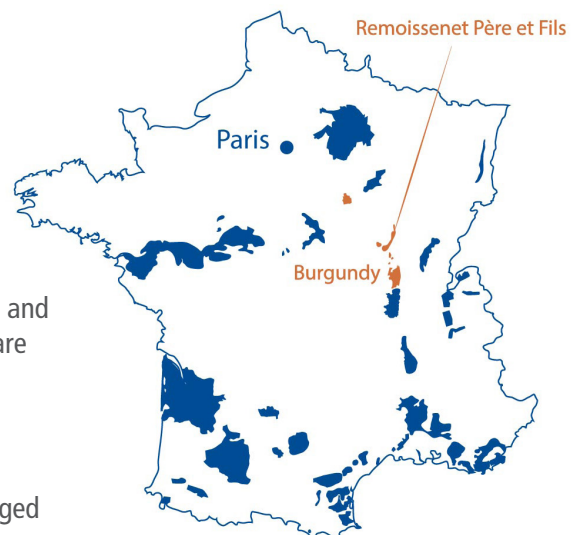 Remoissenet Père et Fils
Paris
Burgundy
and
are
ged